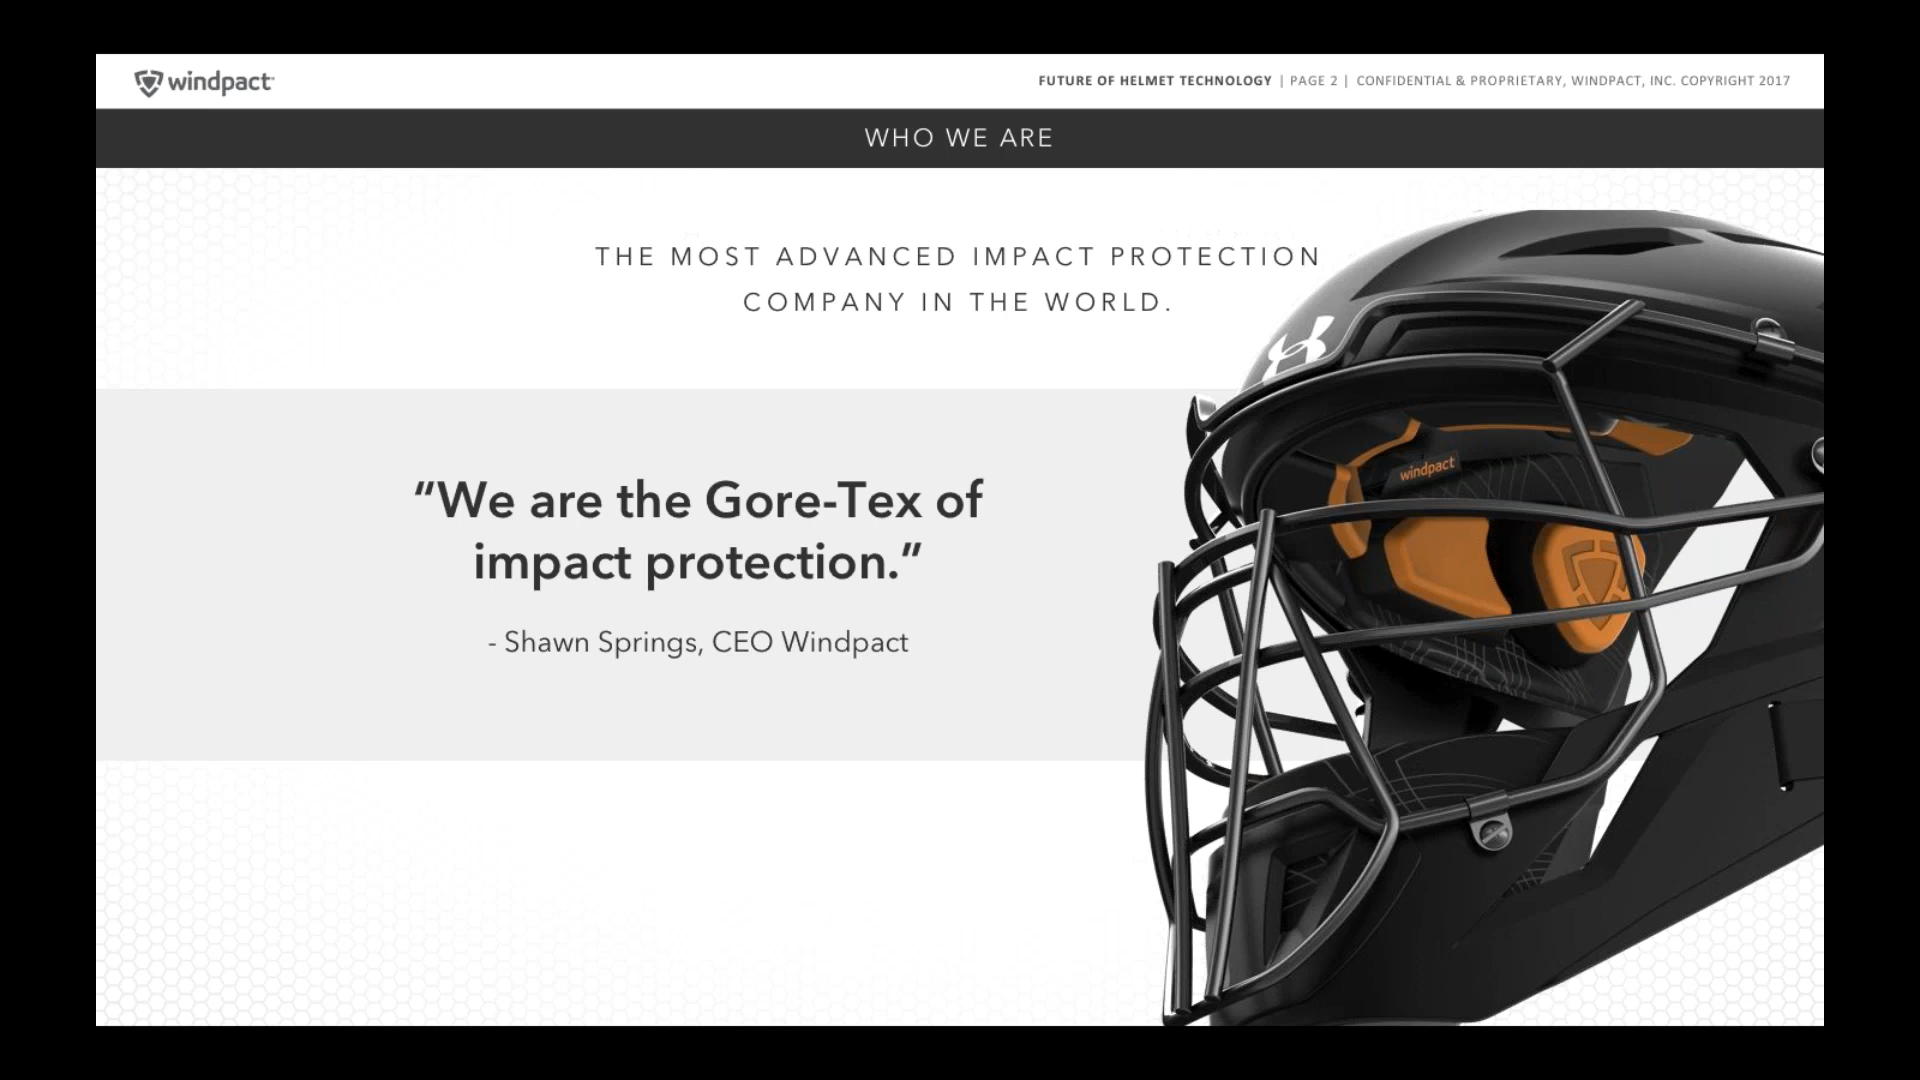 windpact
FUTURE OF HELMET TECHNOLOGY | PAGE 2 | CONFIDENTIAL & PROPRIETARY, WINDPACT, INC. COPYRIGHT 2017
WHO WE ARE
THE MOST ADVANCED IMPACT PROTECTION
COMPANY IN THE WORLD.
“We are the Gore-Tex of
impact protection.”
- Shawn Springs, CEO Windpact
windpact